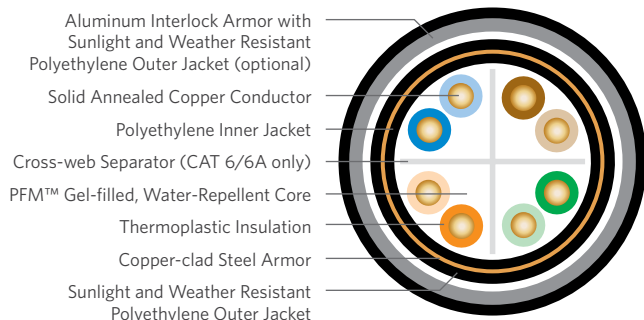 Aluminum Interlock Armor with
Sunlight and Weather Resistant
Polyethylene Outer Jacket (optional)
Solid Annealed Copper Conductor
Polyethylene Inner Jacket
Cross-web Separator (CAT 6/6A only)
PFM™ Gel-filled, Water-Repellent Core
Thermoplastic Insulation
Copper-clad Steel Armor
Sunlight and Weather Resistant
Polyethylene Outer Jacket